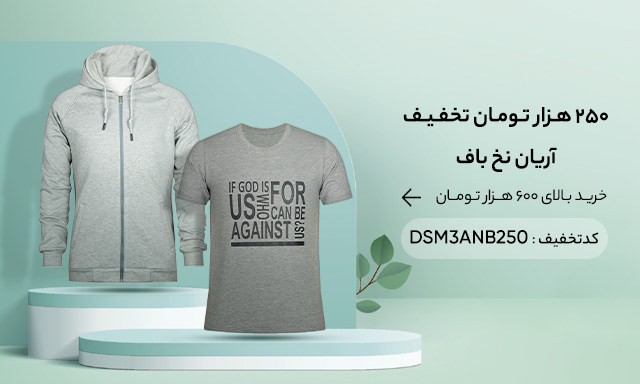 ۲۵۰ هزار تومان تخفیف
آریان نخ باف
خرید بالای ۶۰۰ هزار تومان
کدتخفیف : DSM3ANB250
IF GOD IS FOR
US WHO CAN BE
AGAINST US?